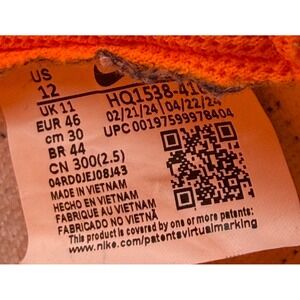 US
12
UK 11
EUR 46
cm 30
BR 44
CN 300(2.5)
04RD0JEJ08J43
MADE IN VIETNAM
HECHO EN VIETNAM
FABRIQUE AU VIETNAM
FABRICADO NO VIETNÃ
HQ1538-410
02/21/24 | 04/22/24
UPC 00197599978404
This product is covered by one or more patents:
www.nike.com/patentsvirtualmarking